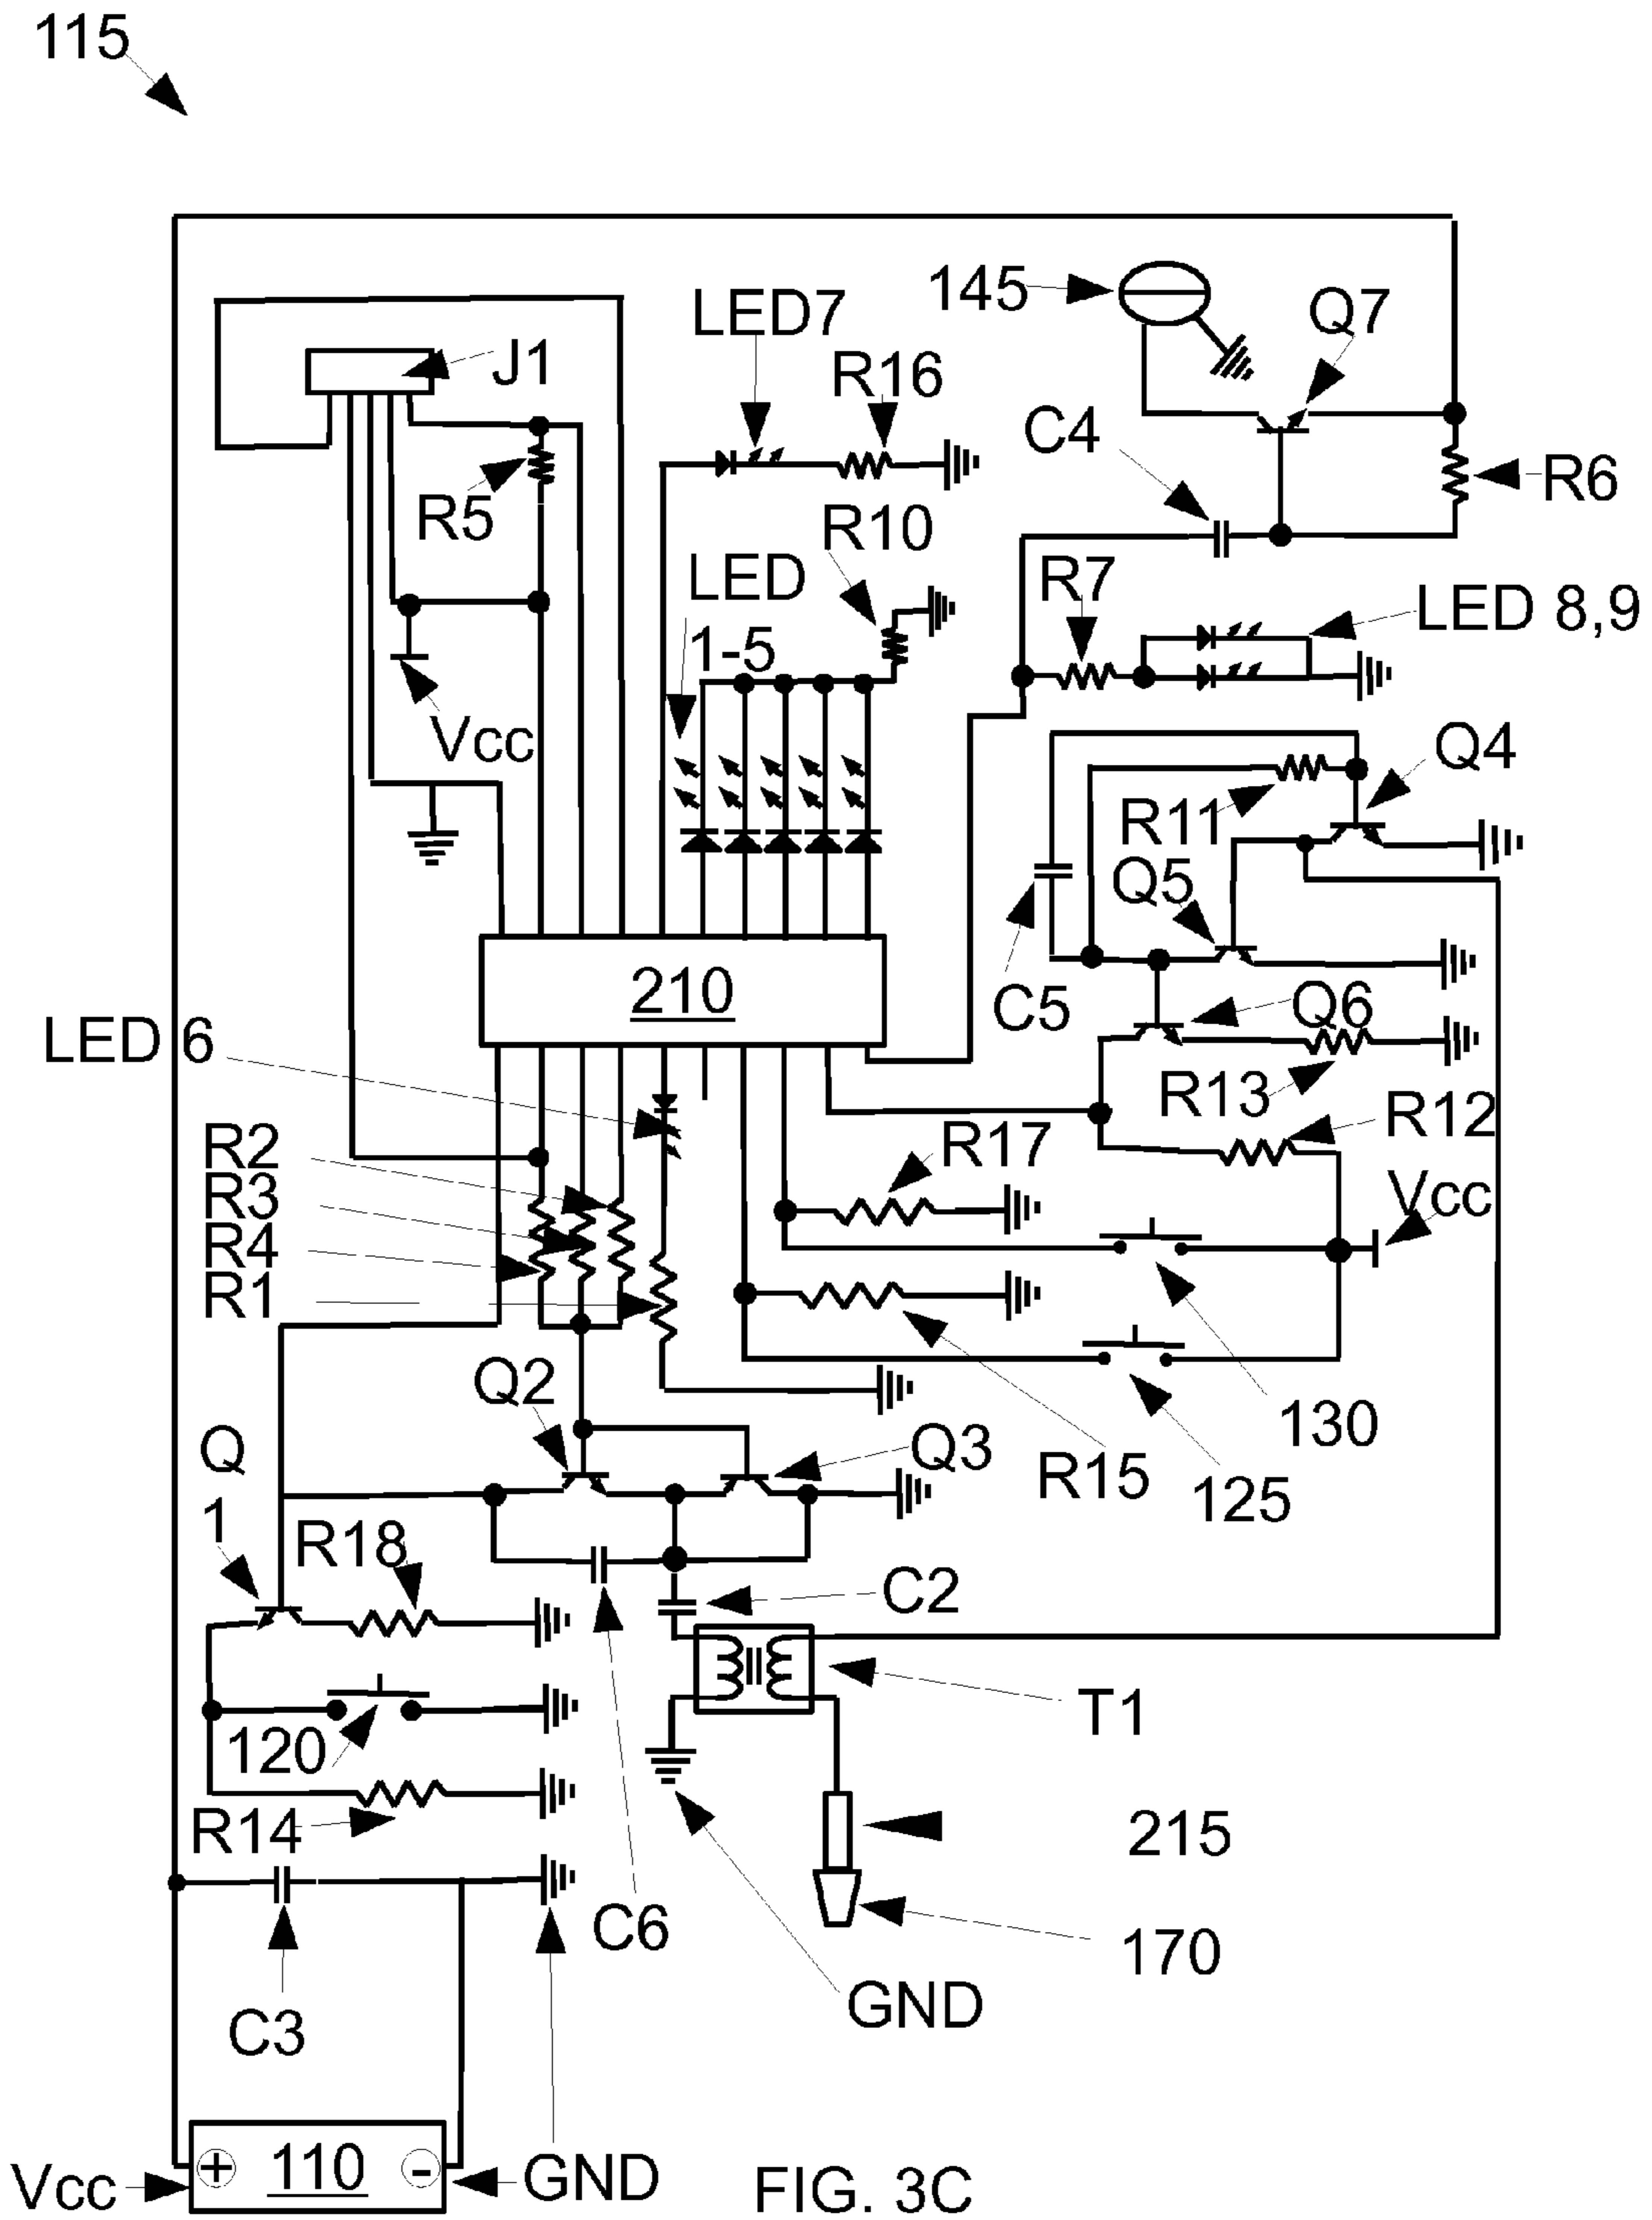 115
145
LED7
Q7
J1
R16
C4
R6
R5
R10
LED
R7
LED 8,9
1-5
Vcc
Q4
R11
Q5
210
C5
Q6
LED 6
R13
R12
R2
R17
R3
Vcc
R4
R1
Q2
130
Q
Q3
R15
125
1
R18
C2
120
T1
R14
215
C6
170
C3
GND
Vcc
+
110
-
GND
FIG. 3C